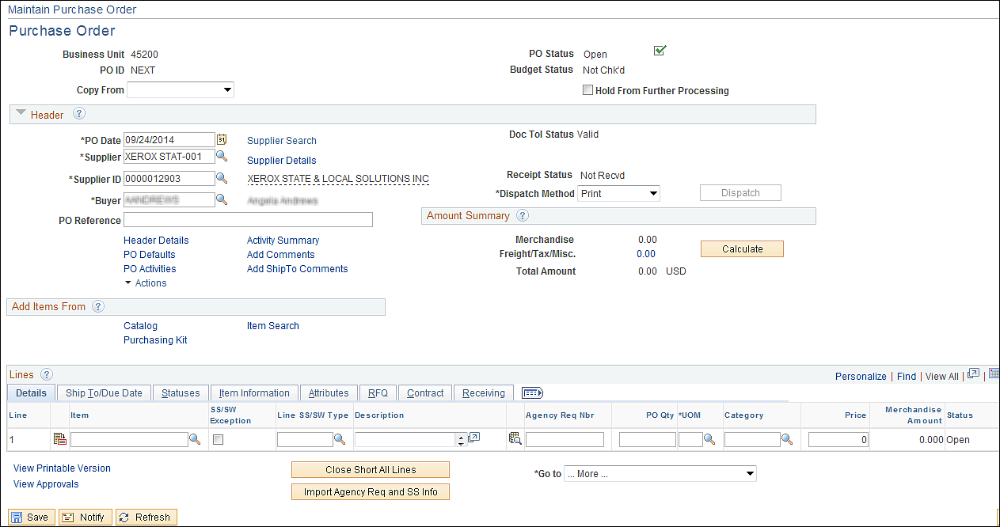 Maintain Purchase Order
Purchase Order
Business Unit 45200
PO Status Open
PO ID NEXT
Budget Status Not Chk'd
Copy From
Hold From Further Processing
Header ?
*PO Date 09/24/2014 31 Supplier Search
Doc Tol Status Valid
*Supplier XEROX STAT-001 Supplier Details
*Supplier ID 0000012903 XEROX STATE & LOCAL SOLUTIONS INC
Receipt Status Not Recvd
*Buyer
*Dispatch Method Print Dispatch
PO Reference
Amount Summary ?
Header Details Activity Summary
Merchandise 0.00
PO Defaults Add Comments
Freight/Tax/Misc. 0.00 Calculate
PO Activities Add ShipTo Comments
Total Amount 0.00 USD
Actions
Add Items From ?
Catalog Item Search
Purchasing Kit
Lines ? Personalize | Find | View All | |
Details Ship To/Due Date Statuses Item Information Attributes RFQ Contract Receiving
Line Item SS/SW Exception Line SS/SW Type Description Agency Req Nbr PO Qty *UOM Category Price Merchandise Amount Status
1 0 0.000 Open
View Printable Version Close Short All Lines *Go to ... More ...
View Approvals Import Agency Req and SS Info
Save Notify Refresh